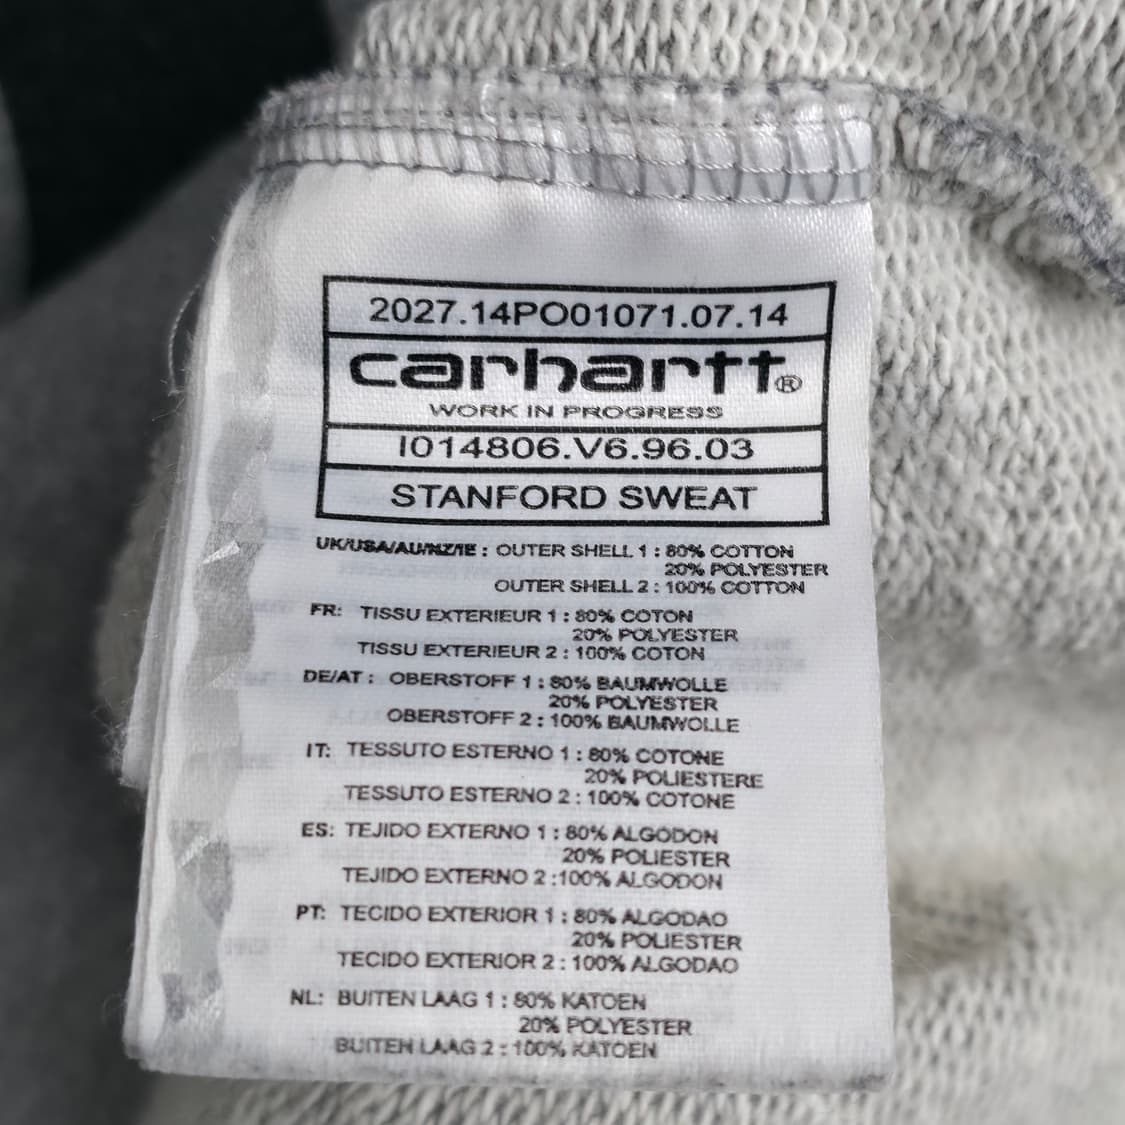 2027.14PO01071.07.14
carhartt®
WORK IN PROGRESS
I014806.V6.96.03
STANFORD SWEAT
UK/USA/AU/NZ/IE : OUTER SHELL 1 : 80% COTTON
20% POLYESTER
OUTER SHELL 2 : 100% COTTON
FR: TISSU EXTERIEUR 1 : 80% COTON
20% POLYESTER
TISSU EXTERIEUR 2 : 100% COTON
DE/AT : OBERSTOFF 1 : 80% BAUMWOLLE
20% POLYESTER
OBERSTOFF 2 : 100% BAUMWOLLE
IT: TESSUTO ESTERNO 1 : 80% COTONE
20% POLIESTERE
TESSUTO ESTERNO 2 : 100% COTONE
ES: TEJIDO EXTERNO 1 : 80% ALGODON
20% POLIESTER
TEJIDO EXTERNO 2 :100% ALGODON
PT: TECIDO EXTERIOR 1 : 80% ALGODAO
20% POLIESTER
TECIDO EXTERIOR 2 : 100% ALGODAO
NL: BUITEN LAAG 1 : 80% KATOEN
20% POLYESTER
BUITEN LAAG 2 : 100% KATOEN